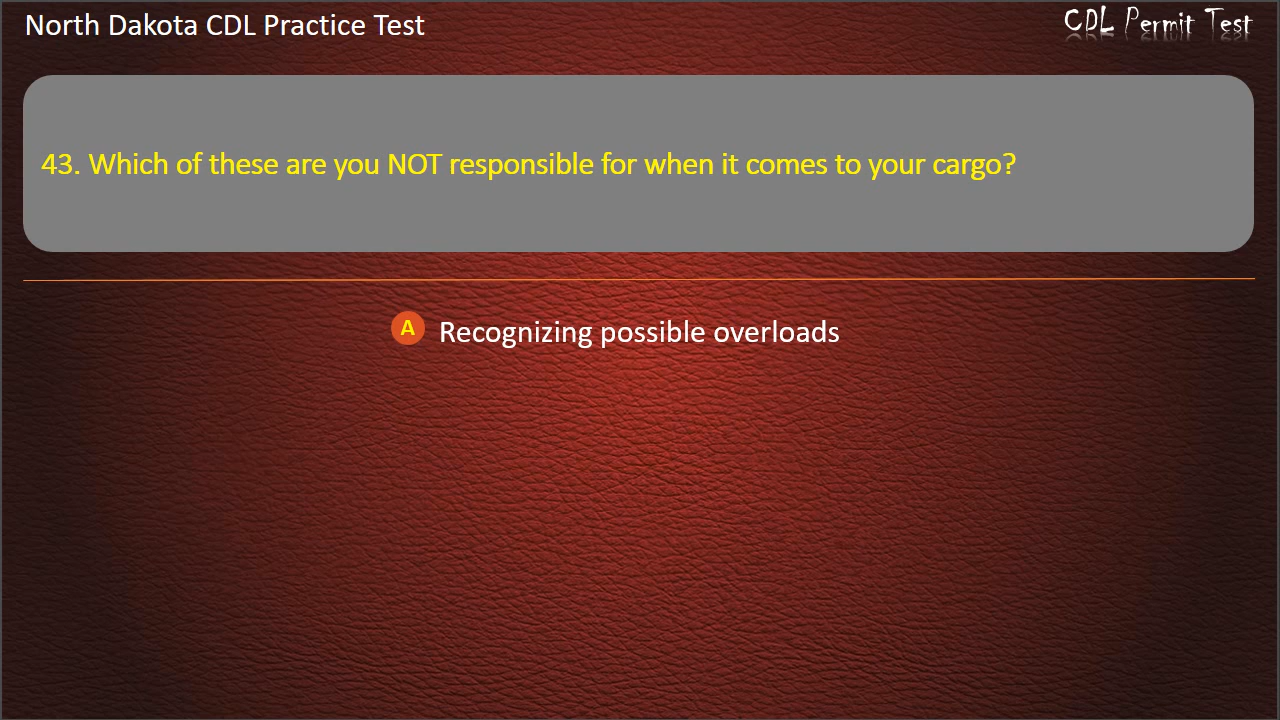 North Dakota CDL Practice Test
CDL Permit Test
43. Which of these are you NOT responsible for when it comes to your cargo?
A Recognizing possible overloads